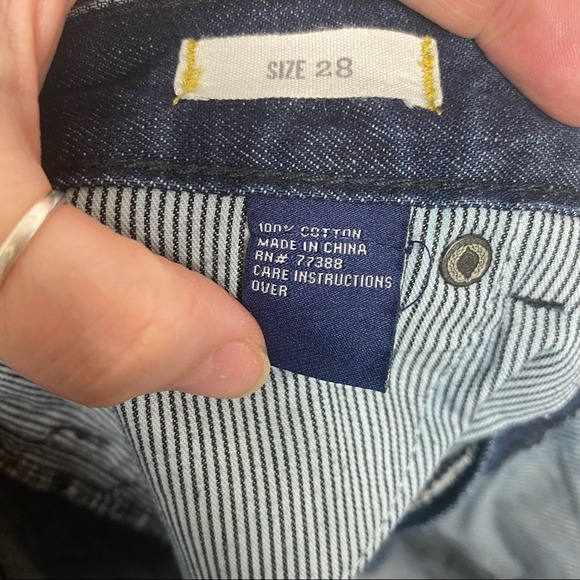 SIZE 28
100% COTTON
MADE IN CHINA
RN# 77388
CARE INSTRUCTIONS
OVER